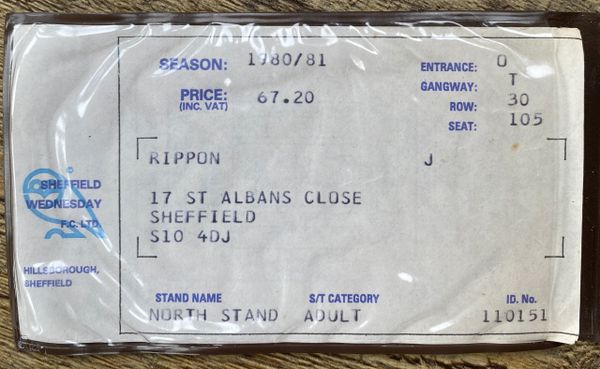 SEASON: 1980/81
PRICE: 67.20
(INC. VAT)
ENTRANCE: O
GANGWAY: T
ROW: 30
SEAT: 105
RIPPON J
17 ST ALBANS CLOSE
SHEFFIELD
S10 4DJ
SHEFFIELD
WEDNESDAY
F.C. LTD.
HILLSBOROUGH,
SHEFFIELD
STAND NAME S/T CATEGORY ID. No.
NORTH STAND ADULT 110151